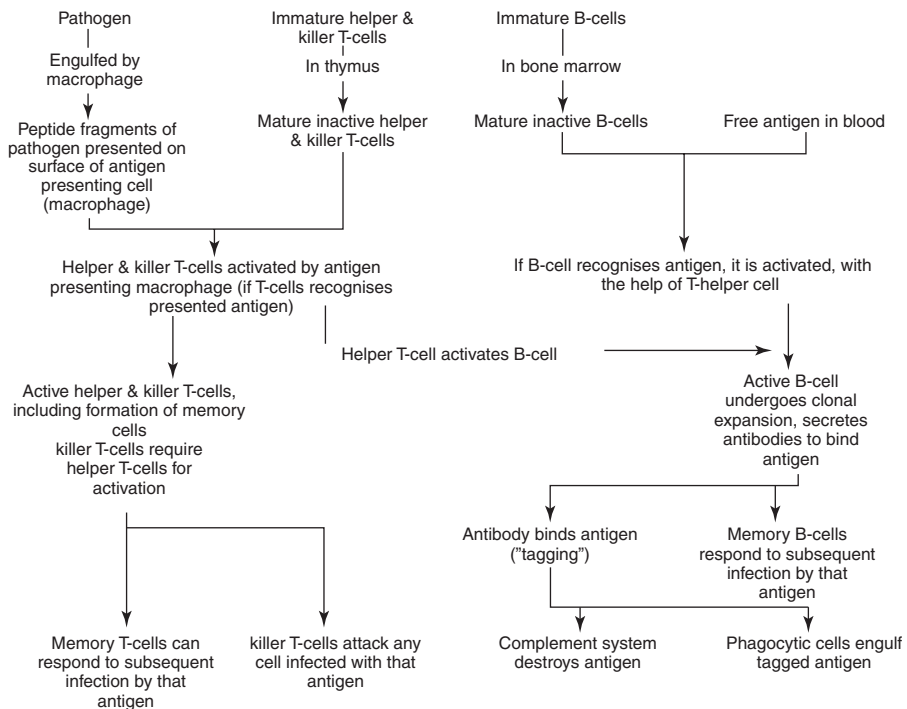 Pathogen
Engulfed by
macrophage
Peptide fragments of
pathogen presented on
surface of antigen
presenting cell
(macrophage)
Immature helper &
killer T-cells
In thymus
Mature inactive helper
& killer T-cells
Immature B-cells
In bone marrow
Mature inactive B-cells
Free antigen in blood
Helper & killer T-cells activated by antigen
presenting macrophage (if T-cells recognises
presented antigen)
If B-cell recognises antigen, it is activated, with
the help of T-helper cell
Helper T-cell activates B-cell
Active helper & killer T-cells,
including formation of memory
cells
killer T-cells require
helper T-cells for
activation
Active B-cell
undergoes clonal
expansion, secretes
antibodies to bind
antigen
Antibody binds antigen
("tagging")
Memory B-cells
respond to subsequent
infection by that
antigen
Memory T-cells can
respond to subsequent
infection by that
antigen
killer T-cells attack any
cell infected with that
antigen
Complement system
destroys antigen
Phagocytic cells engulf
tagged antigen